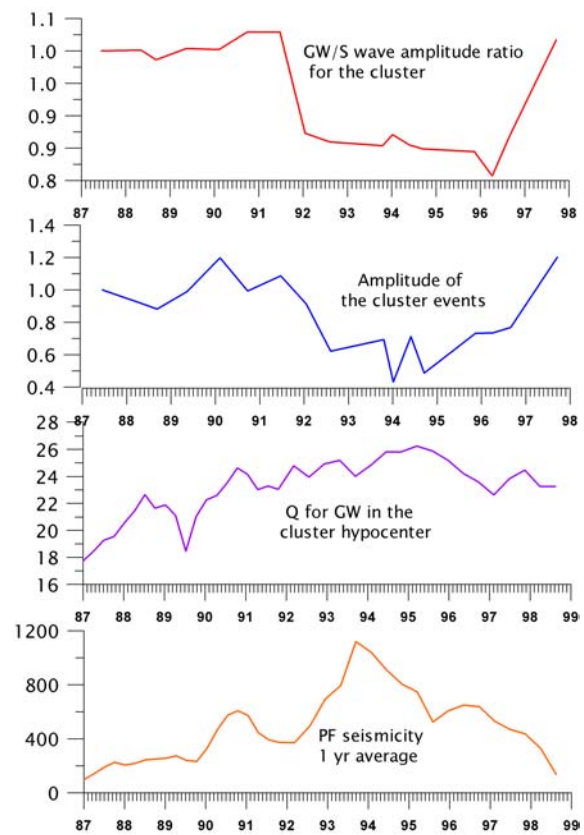 1.1
GW/S wave amplitude ratio
1.0
for the cluster
1.0
0.9
0.9
0.8
87 88 89 90 91 92 93 94 95 96 97 98
1.4
1.2
Amplitude of
1.0
the cluster events
0.8
0.6
0.4
87 88 89 90 91 92 93 94 95 96 97 98
28
26
24
22
Q for GW in the
20
cluster hypocenter
18
16
87 88 89 90 91 92 93 94 95 96 97 98 99
1200
800
400
PF seismicity
1 yr average
0
87 88 89 90 91 92 93 94 95 96 97 98 99